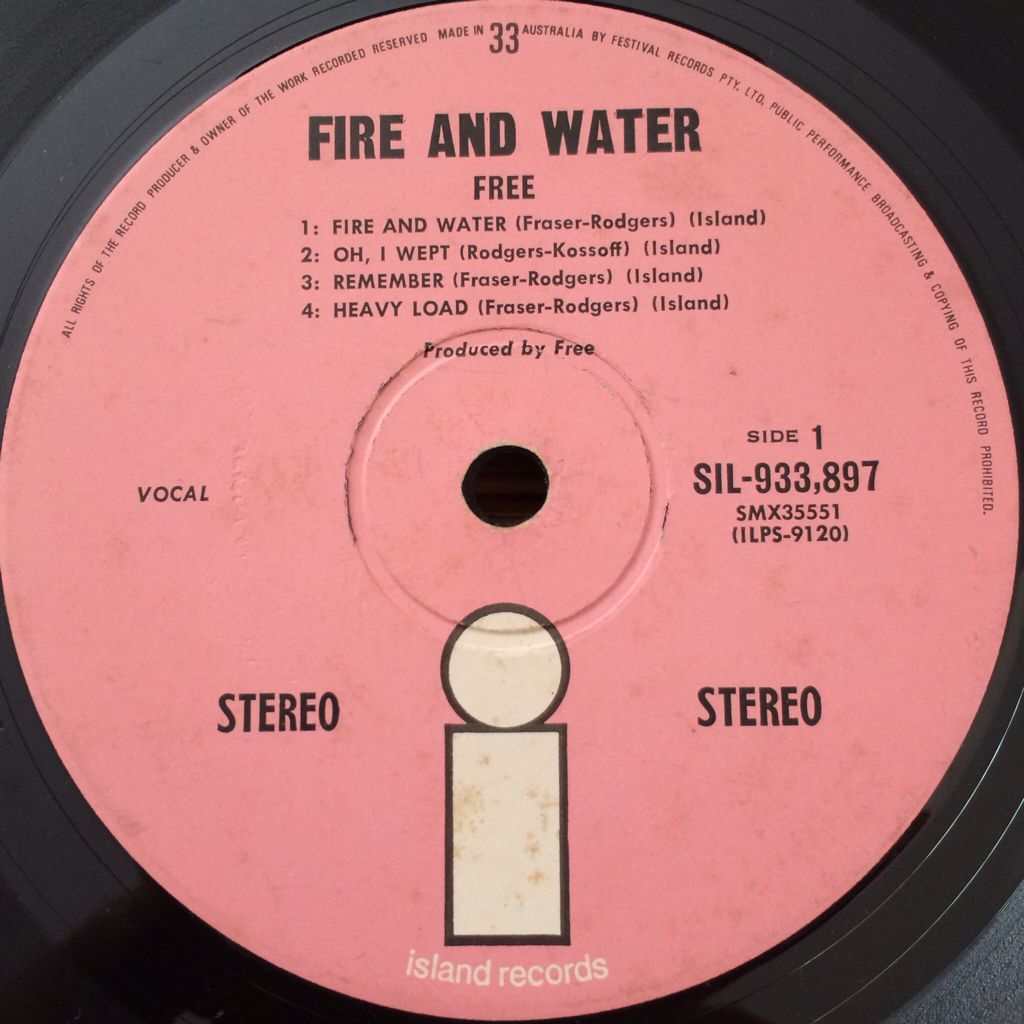 ALL RIGHTS OF THE RECORD PRODUCER & OWNER OF THE WORK RECORDED RESERVED MADE IN 33 AUSTRALIA BY FESTIVAL RECORDS PTY. LTD. PUBLIC PERFORMANCE BROADCASTING & COPYING OF THIS RECORD PROHIBITED.
FIRE AND WATER
FREE
1: FIRE AND WATER (Fraser-Rodgers) (Island)
2: OH, I WEPT (Rodgers-Kossoff) (Island)
3: REMEMBER (Fraser-Rodgers) (Island)
4: HEAVY LOAD (Fraser-Rodgers) (Island)
Produced by Free
SIDE 1
VOCAL
SIL-933,897
SMX35551
(ILPS-9120)
STEREO
STEREO
island records